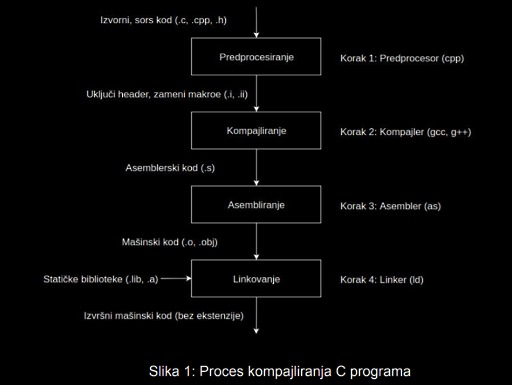 Izvorni, sors kod (.c, .cpp, .h)
Predprocesiranje
Korak 1: Predprocesor (cpp)
Uključi header, zameni makroe (.i, .ii)
Kompajliranje
Korak 2: Kompajler (gcc, g++)
Asemblerski kod (.s)
Asembliranje
Korak 3: Asembler (as)
Mašinski kod (.o, .obj)
Statičke biblioteke (.lib, .a)
Linkovanje
Korak 4: Linker (ld)
Izvršni mašinski kod (bez ekstenzije)
Slika 1: Proces kompajliranja C programa